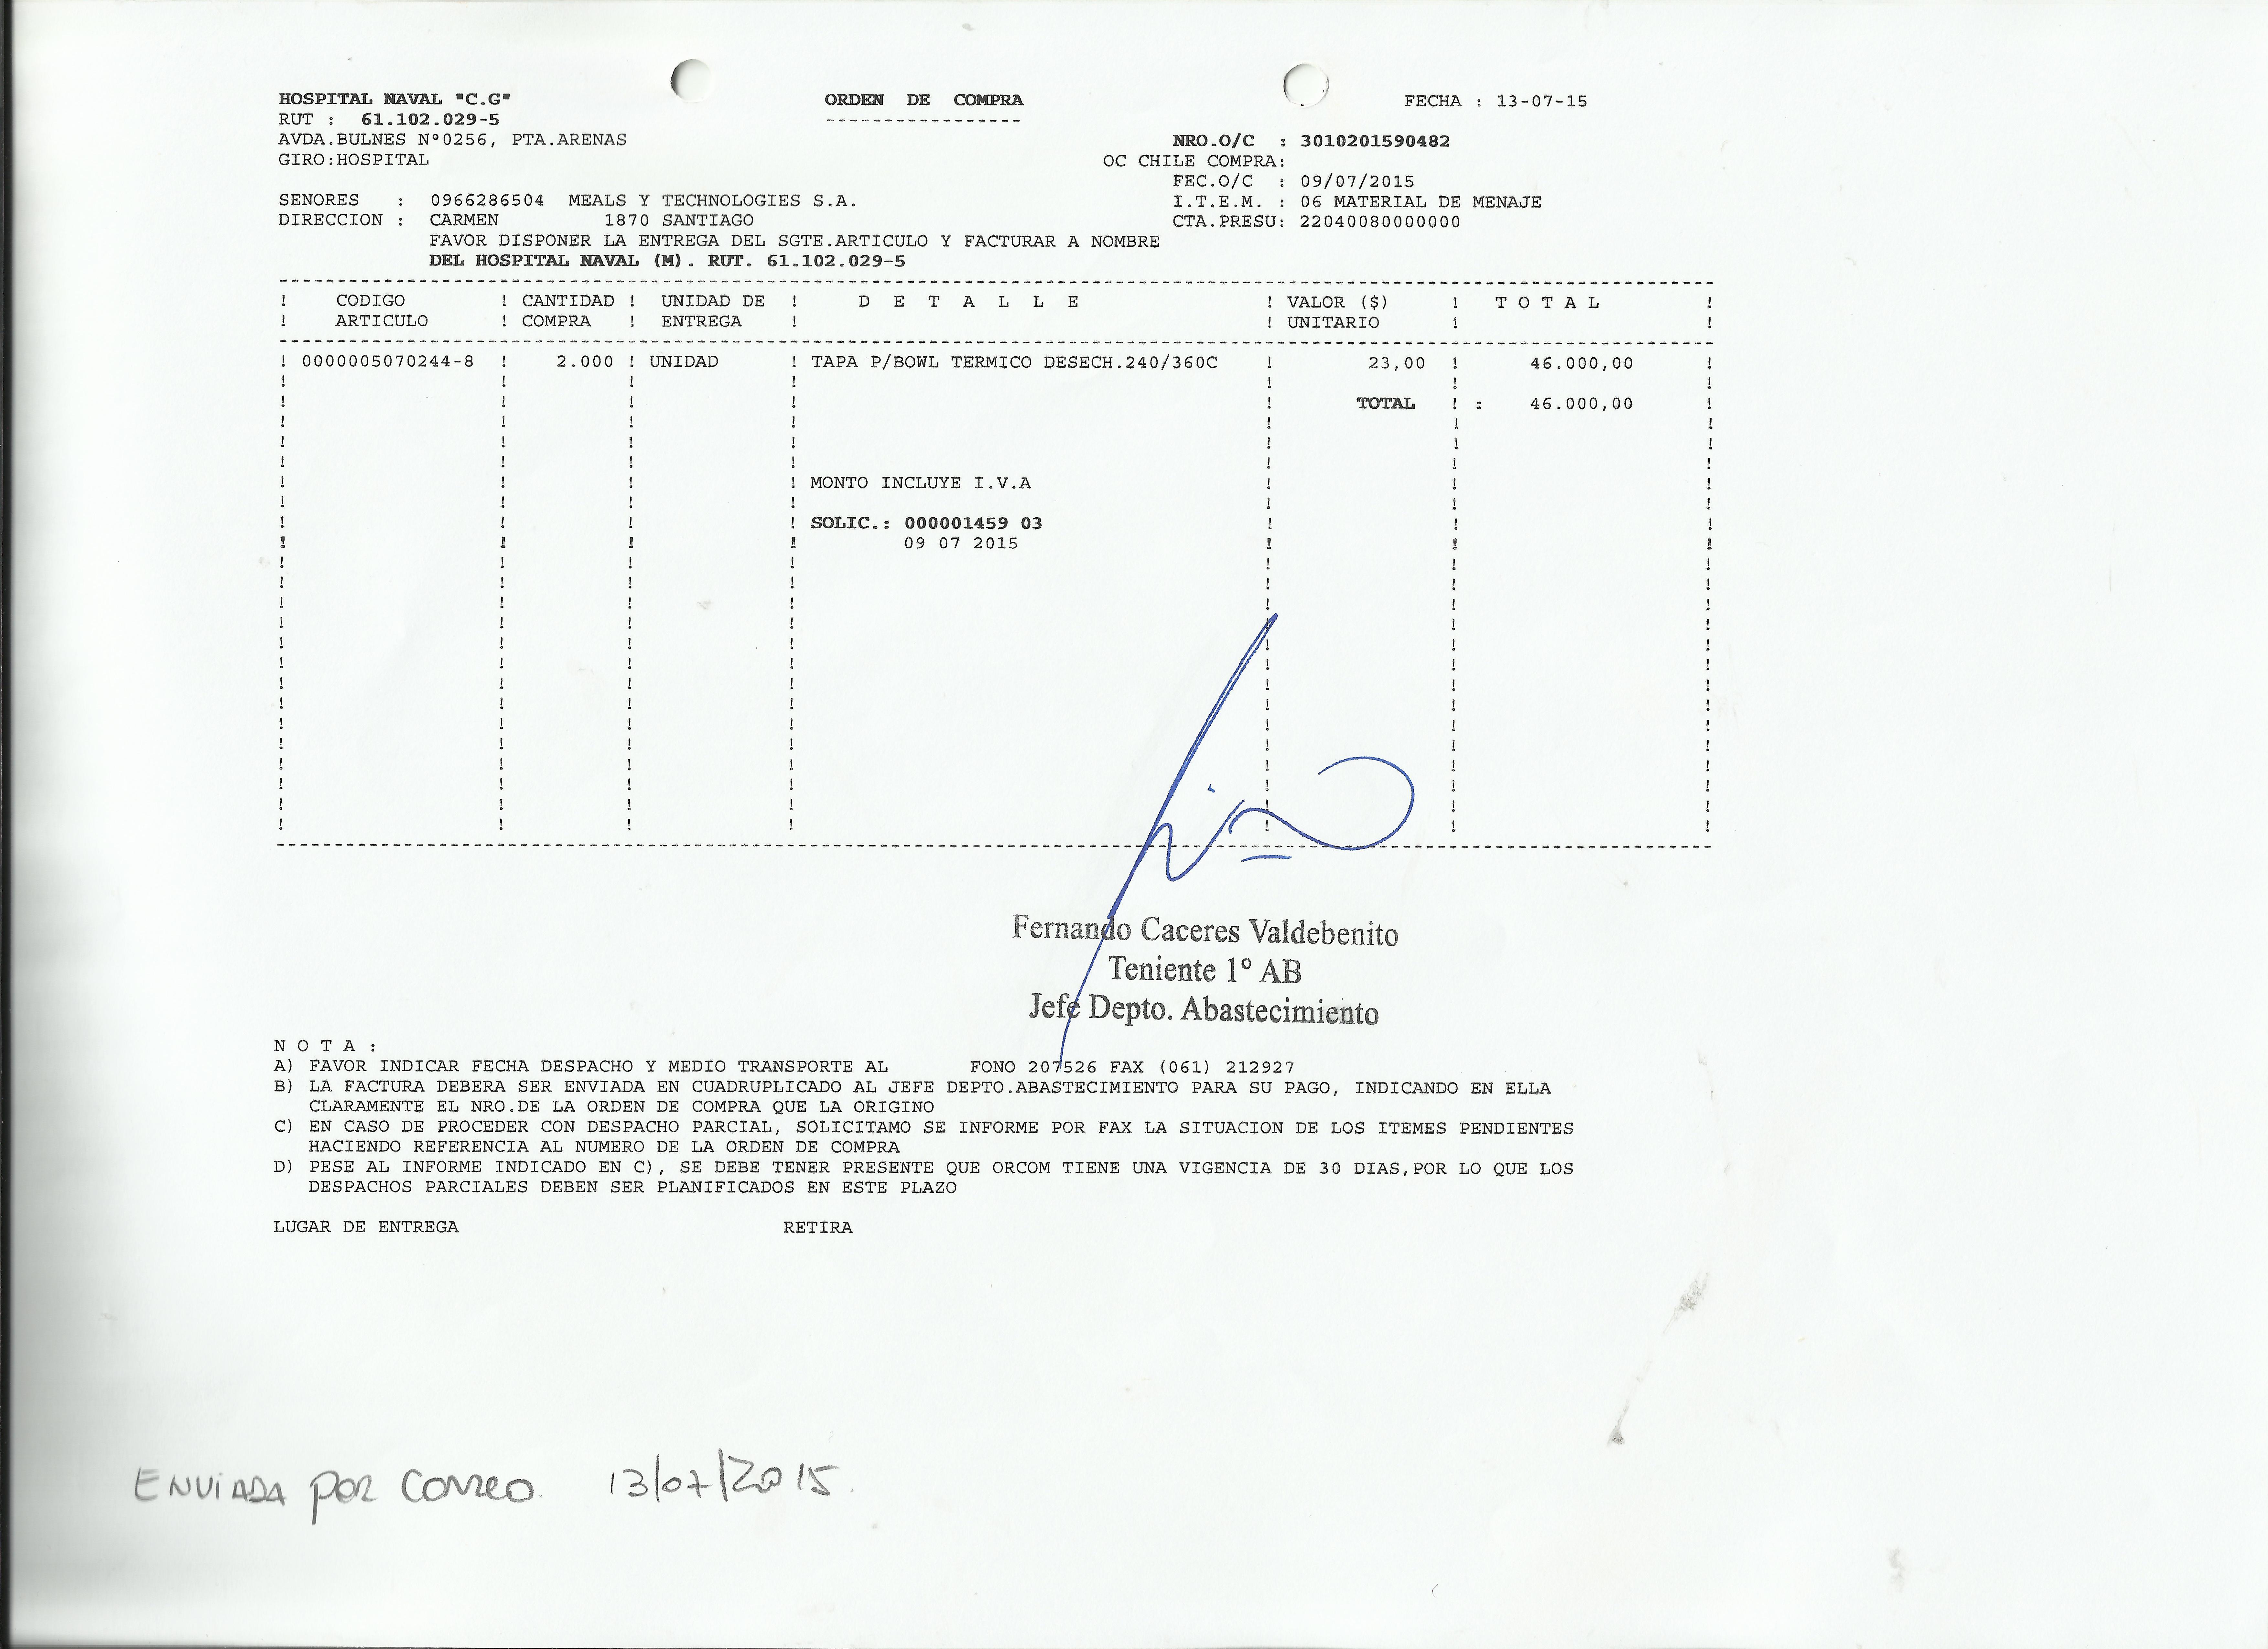 HOSPITAL NAVAL "C.G" ORDEN DE COMPRA FECHA : 13-07-15
RUT : 61.102.029-5 -----------------
AVDA.BULNES N°0256, PTA.ARENAS NRO.O/C : 3010201590482
GIRO:HOSPITAL OC CHILE COMPRA:
FEC.O/C : 09/07/2015
SENORES : 0966286504 MEALS Y TECHNOLOGIES S.A. I.T.E.M. : 06 MATERIAL DE MENAJE
DIRECCION : CARMEN 1870 SANTIAGO CTA.PRESU: 22040080000000
FAVOR DISPONER LA ENTREGA DEL SGTE.ARTICULO Y FACTURAR A NOMBRE
DEL HOSPITAL NAVAL (M). RUT. 61.102.029-5
! CODIGO ! CANTIDAD ! UNIDAD DE ! D E T A L L E ! VALOR ($) ! T O T A L !
! ARTICULO ! COMPRA ! ENTREGA ! ! UNITARIO ! !
! 0000005070244-8 ! 2.000 ! UNIDAD ! TAPA P/BOWL TERMICO DESECH.240/360C ! 23,00 ! 46.000,00 !
TOTAL ! : 46.000,00 !
MONTO INCLUYE I.V.A
SOLIC.: 000001459 03
09 07 2015
Fernando Caceres Valdebenito
Teniente 1º AB
Jefe Depto. Abastecimiento
N O T A :
A) FAVOR INDICAR FECHA DESPACHO Y MEDIO TRANSPORTE AL FONO 207526 FAX (061) 212927
B) LA FACTURA DEBERA SER ENVIADA EN CUADRUPLICADO AL JEFE DEPTO.ABASTECIMIENTO PARA SU PAGO, INDICANDO EN ELLA
CLARAMENTE EL NRO.DE LA ORDEN DE COMPRA QUE LA ORIGINO
C) EN CASO DE PROCEDER CON DESPACHO PARCIAL, SOLICITAMO SE INFORME POR FAX LA SITUACION DE LOS ITEMES PENDIENTES
HACIENDO REFERENCIA AL NUMERO DE LA ORDEN DE COMPRA
D) PESE AL INFORME INDICADO EN C), SE DEBE TENER PRESENTE QUE ORCOM TIENE UNA VIGENCIA DE 30 DIAS,POR LO QUE LOS
DESPACHOS PARCIALES DEBEN SER PLANIFICADOS EN ESTE PLAZO
LUGAR DE ENTREGA RETIRA
ENVIADA POR CORREO. 13/07/2015.